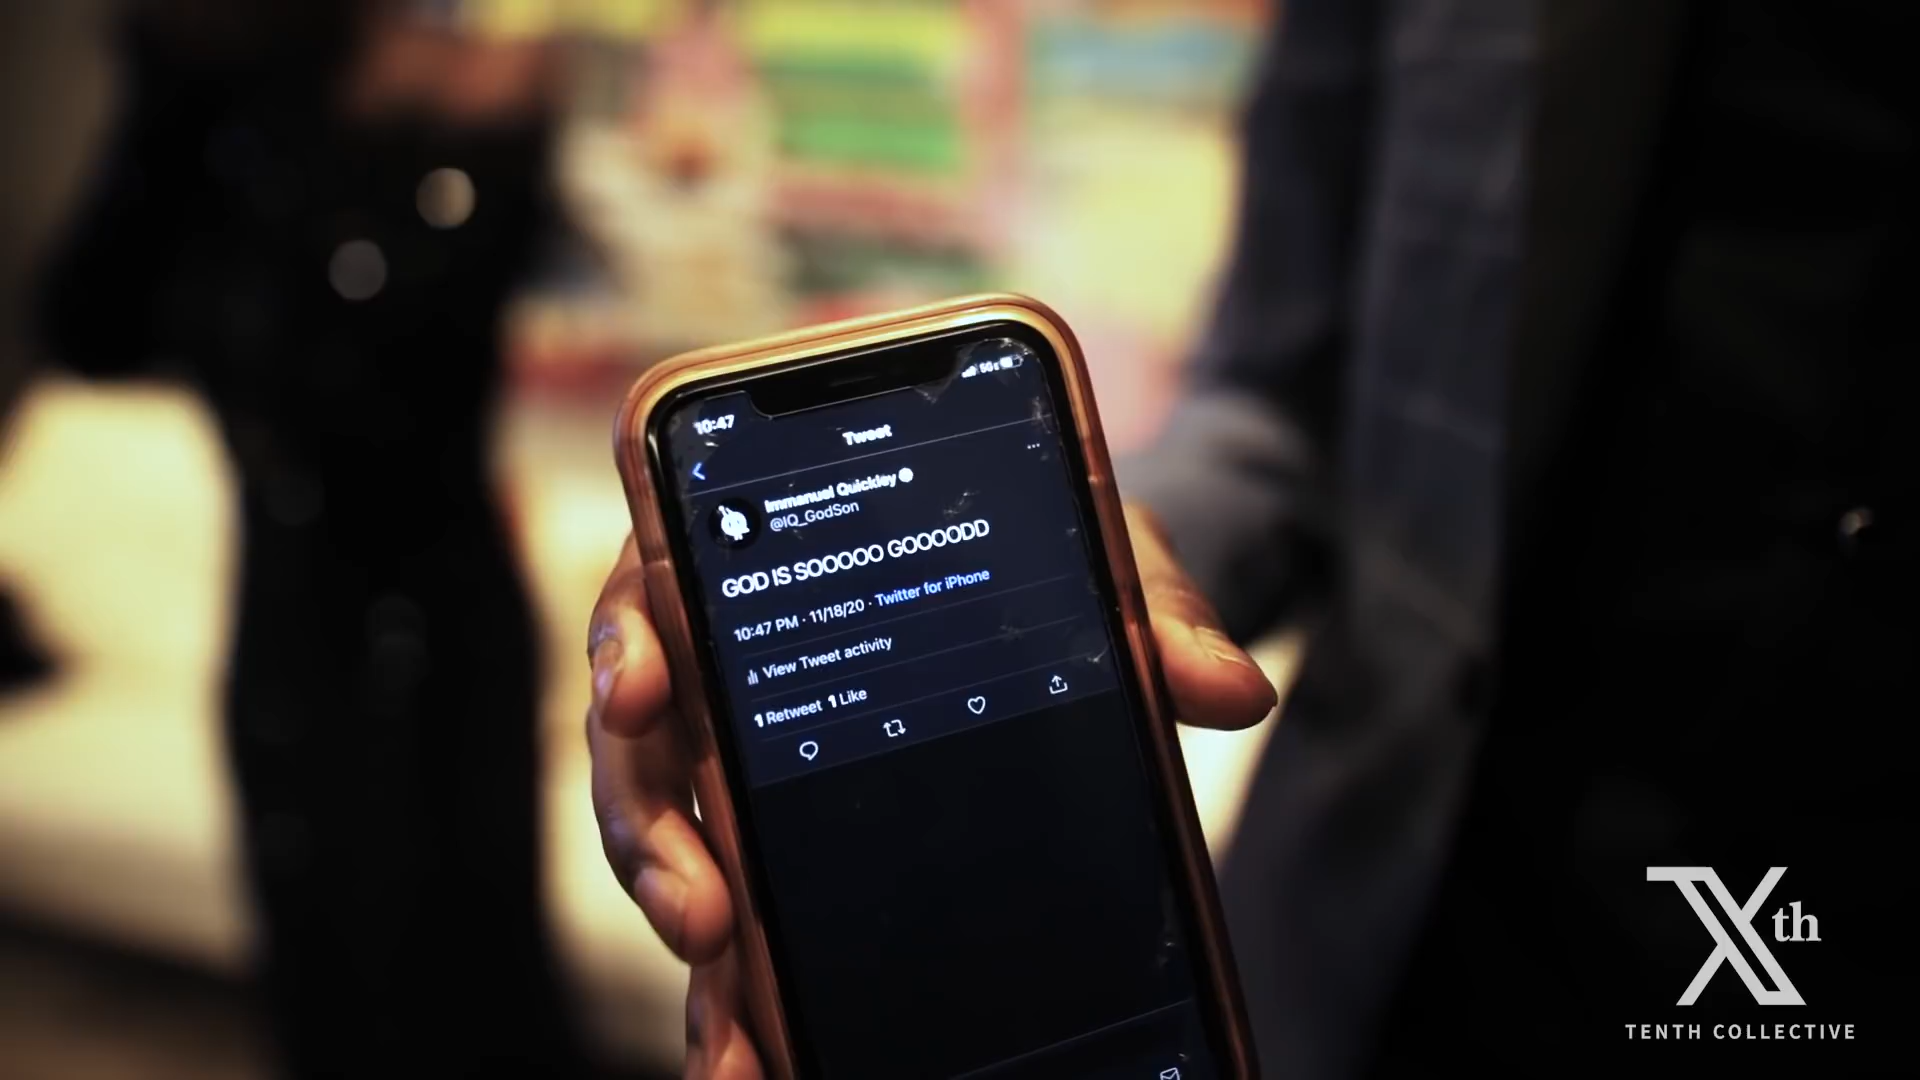 10:47
5G E
Tweet
Immanuel Quickley
@IQ_GodSon
GOD IS SOOOOO GOOOODD
10:47 PM · 11/18/20 · Twitter for iPhone
View Tweet activity
1 Retweet 1 Like
Xth
TENTH COLLECTIVE